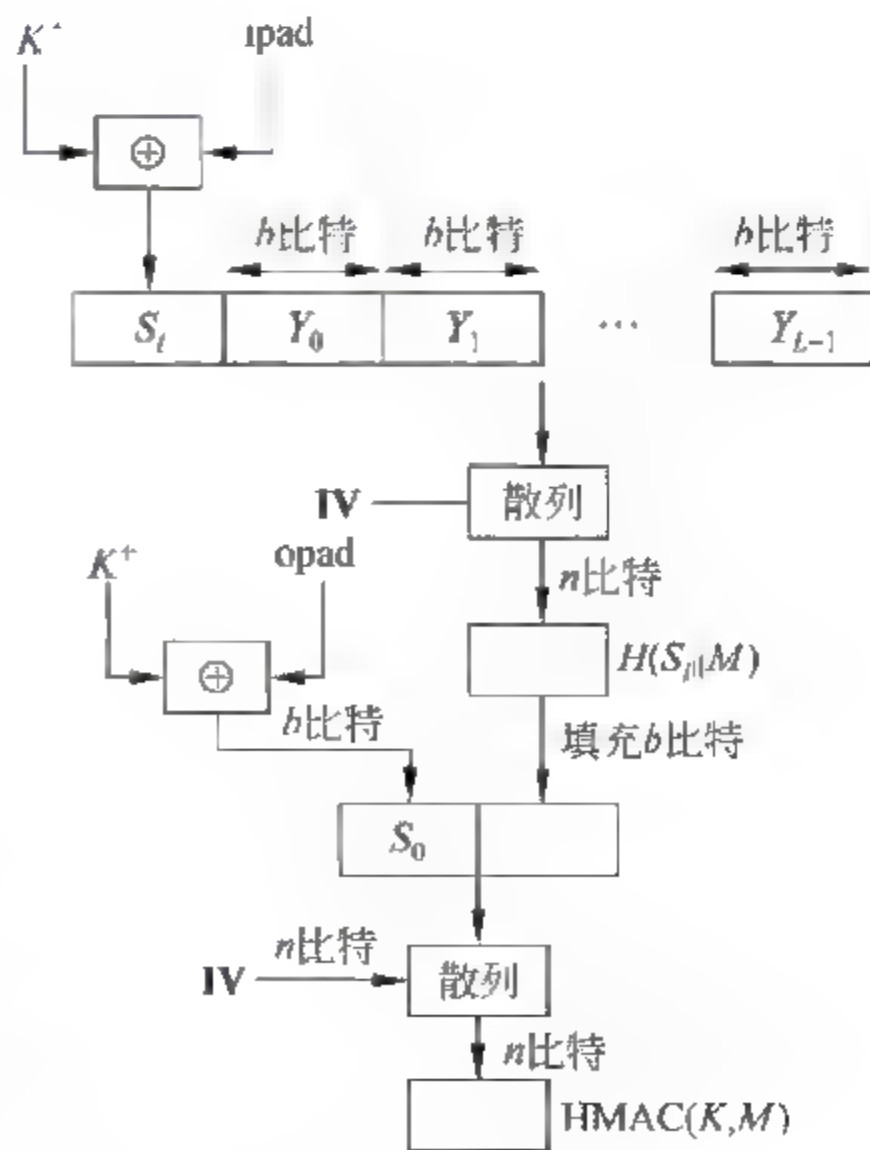 K⁺ ipad
⊕
b比特 b比特 b比特
Sᵢ Y₀ Y₁ … Y_{L-1}
IV 散列
K⁺ opad
n比特
⊕ H(Sᵢ||M)
b比特
填充b比特
S₀
n比特
IV 散列
n比特
HMAC(K,M)